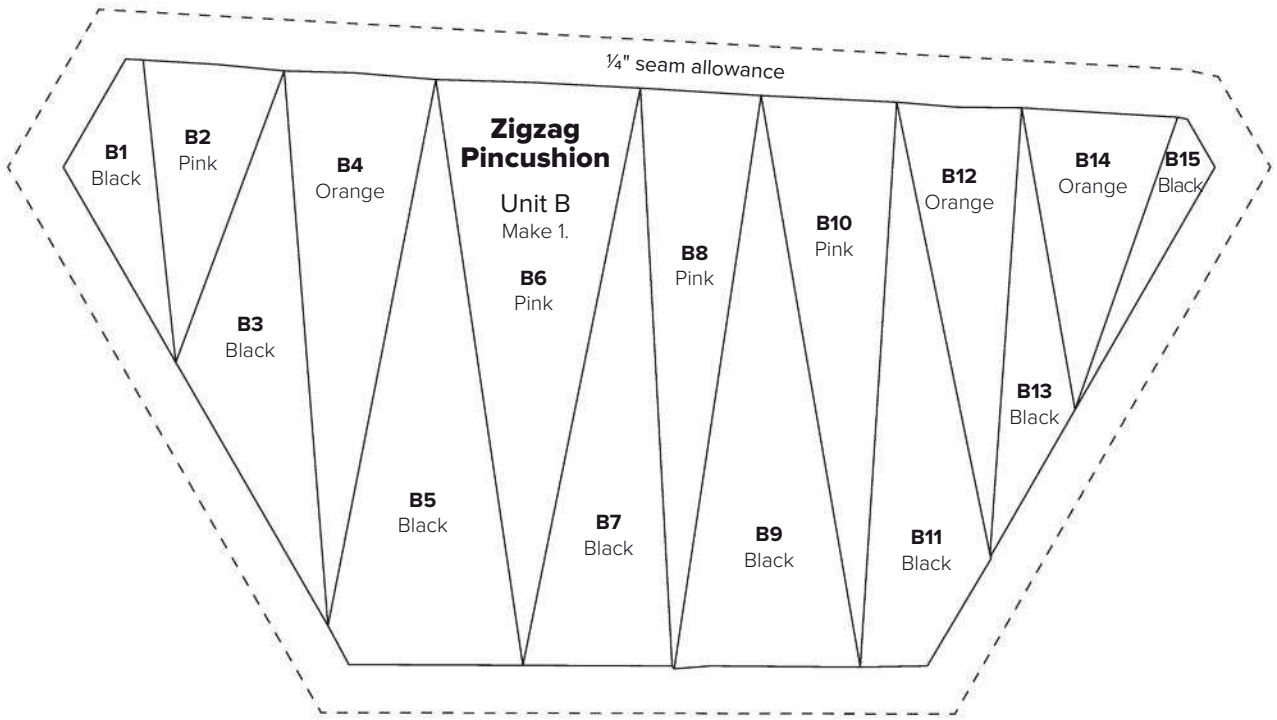 ¼" seam allowance
B1
Black
B2
Pink
B3
Black
B4
Orange
B5
Black
Zigzag
Pincushion
Unit B
Make 1.
B6
Pink
B7
Black
B8
Pink
B9
Black
B10
Pink
B11
Black
B12
Orange
B13
Black
B14
Orange
B15
Black